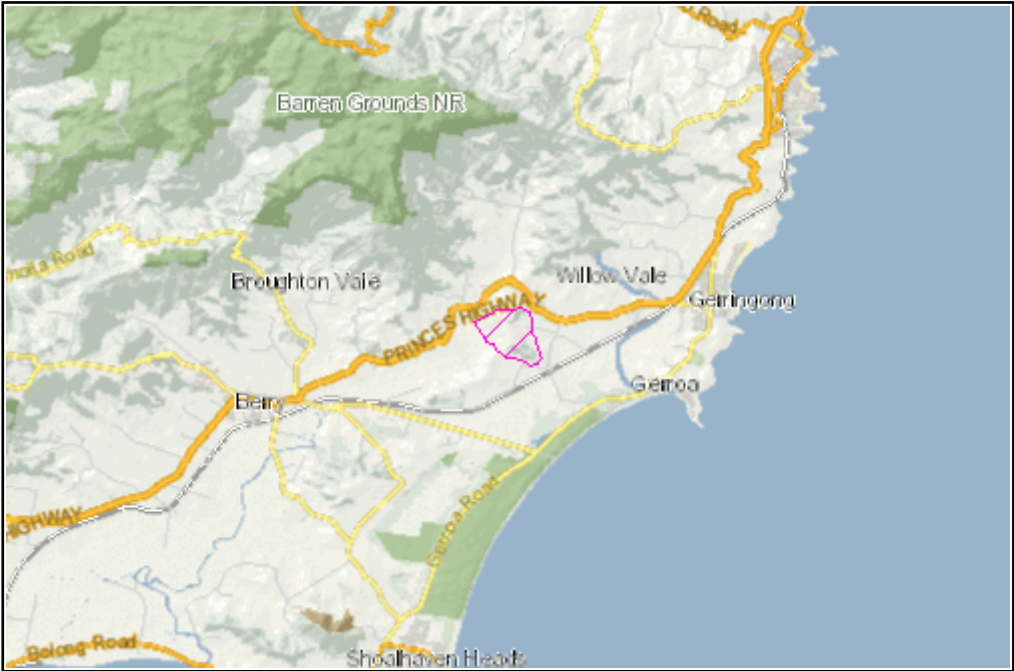 Road
Barren Grounds NR
Road
Broughton Vale
Willow Vale
PRINCES HIGHWAY
Gerringong
Gerroa
Berry
Gerroa Road
HIGHWAY
Bolong Road
Shoalhaven Heads